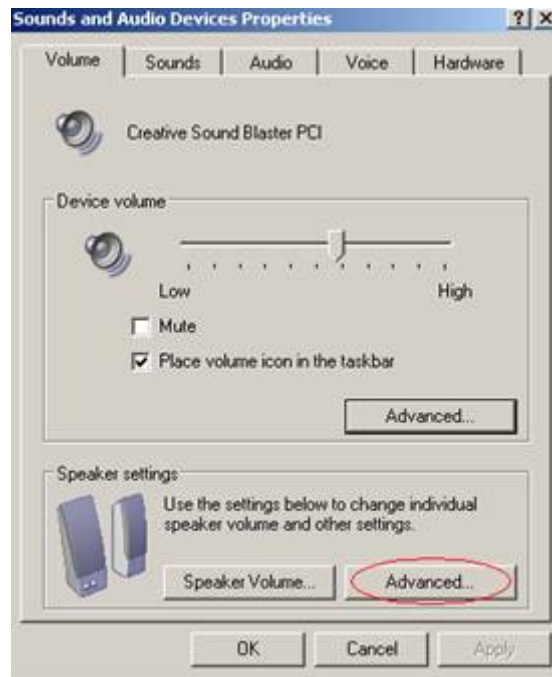 Sounds and Audio Devices Properties
Volume Sounds Audio Voice Hardware
Creative Sound Blaster PCI
Device volume
Low High
Mute
Place volume icon in the taskbar
Advanced...
Speaker settings
Use the settings below to change individual
speaker volume and other settings.
Speaker Volume... Advanced...
OK Cancel Apply